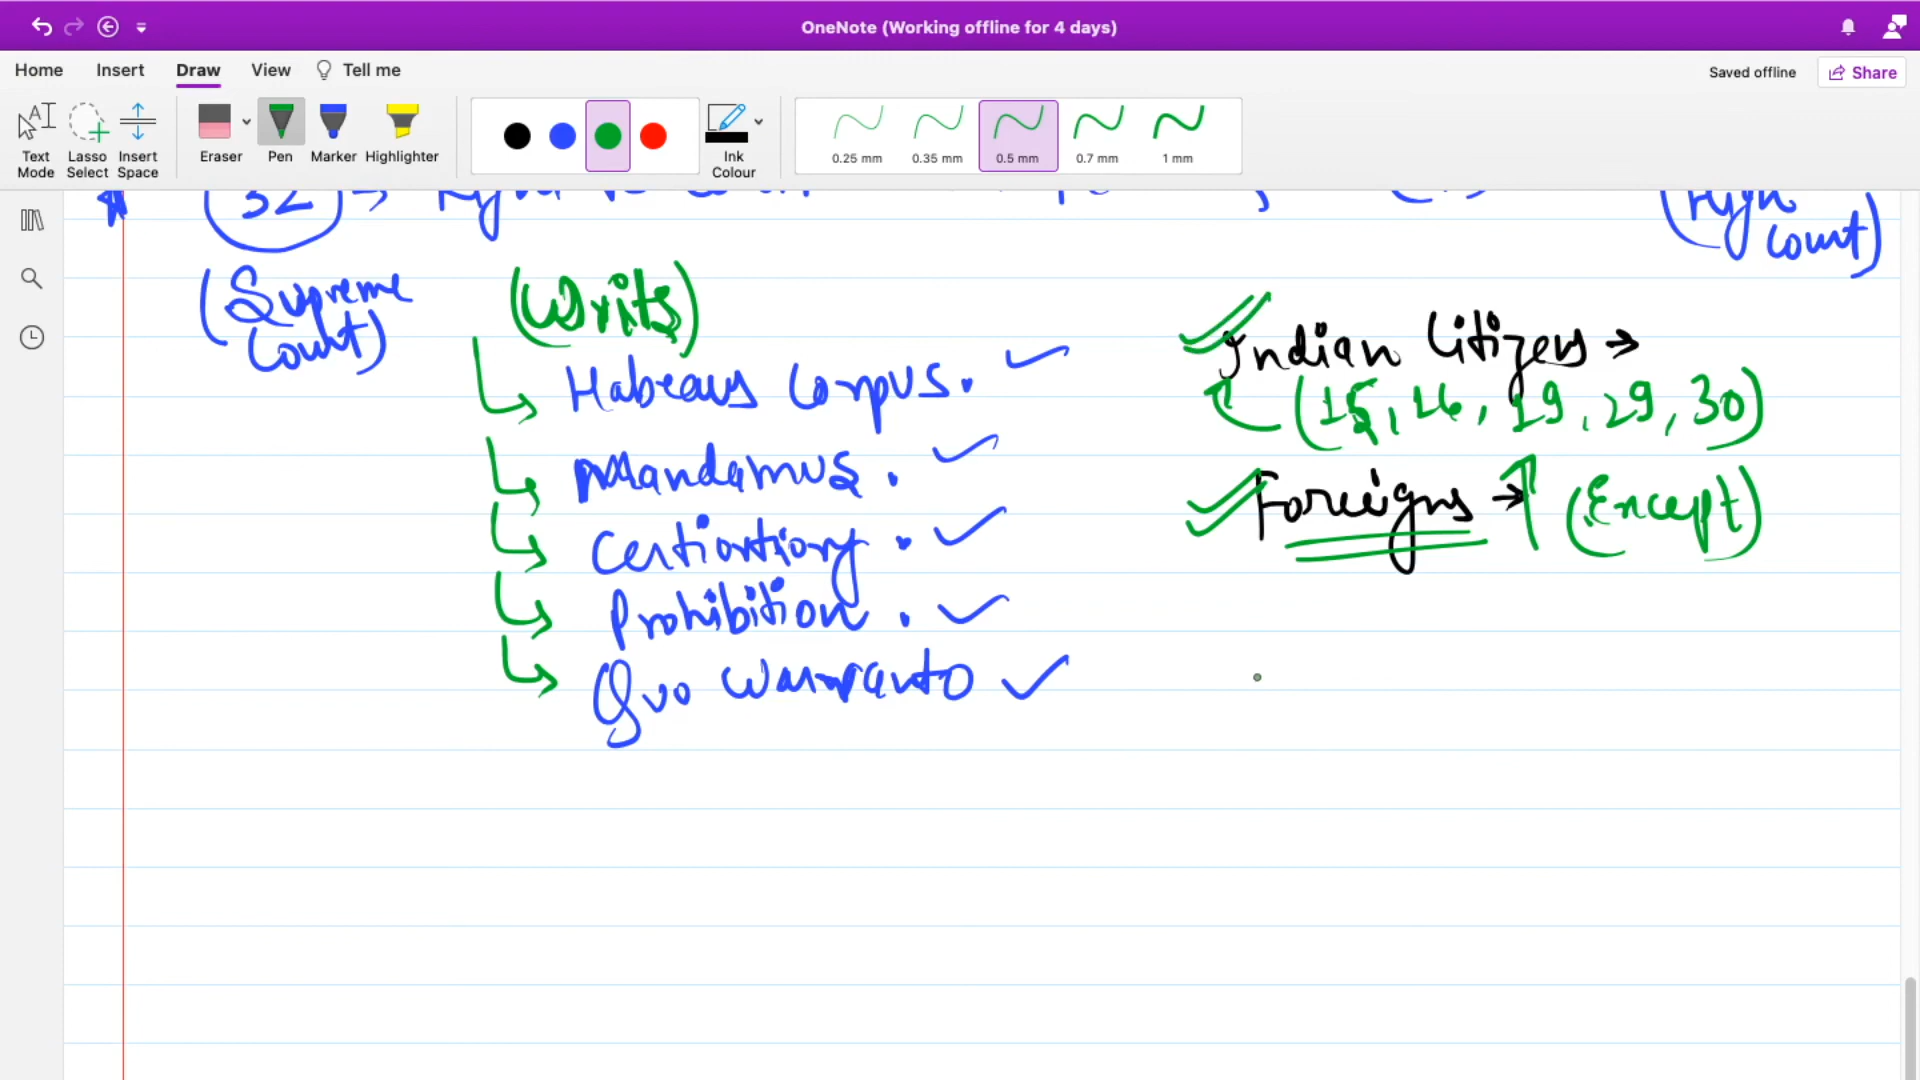 OneNote (Working offline for 4 days)
Home Insert Draw View Tell me
Saved offline Share
Text Mode
Lasso Select
Insert Space
Eraser
Pen
Marker
Highlighter
Ink Colour
0.25 mm
0.35 mm
0.5 mm
0.7 mm
1 mm
32 →
(High Court)
(Supreme Court)
(Writs)
Habeaus Corpus.
Mandamus.
Certiortiory.
Prohibition.
Quo Warranto
Indian Citizens →
(15, 16, 19, 29, 30)
Foreigns → (Except)